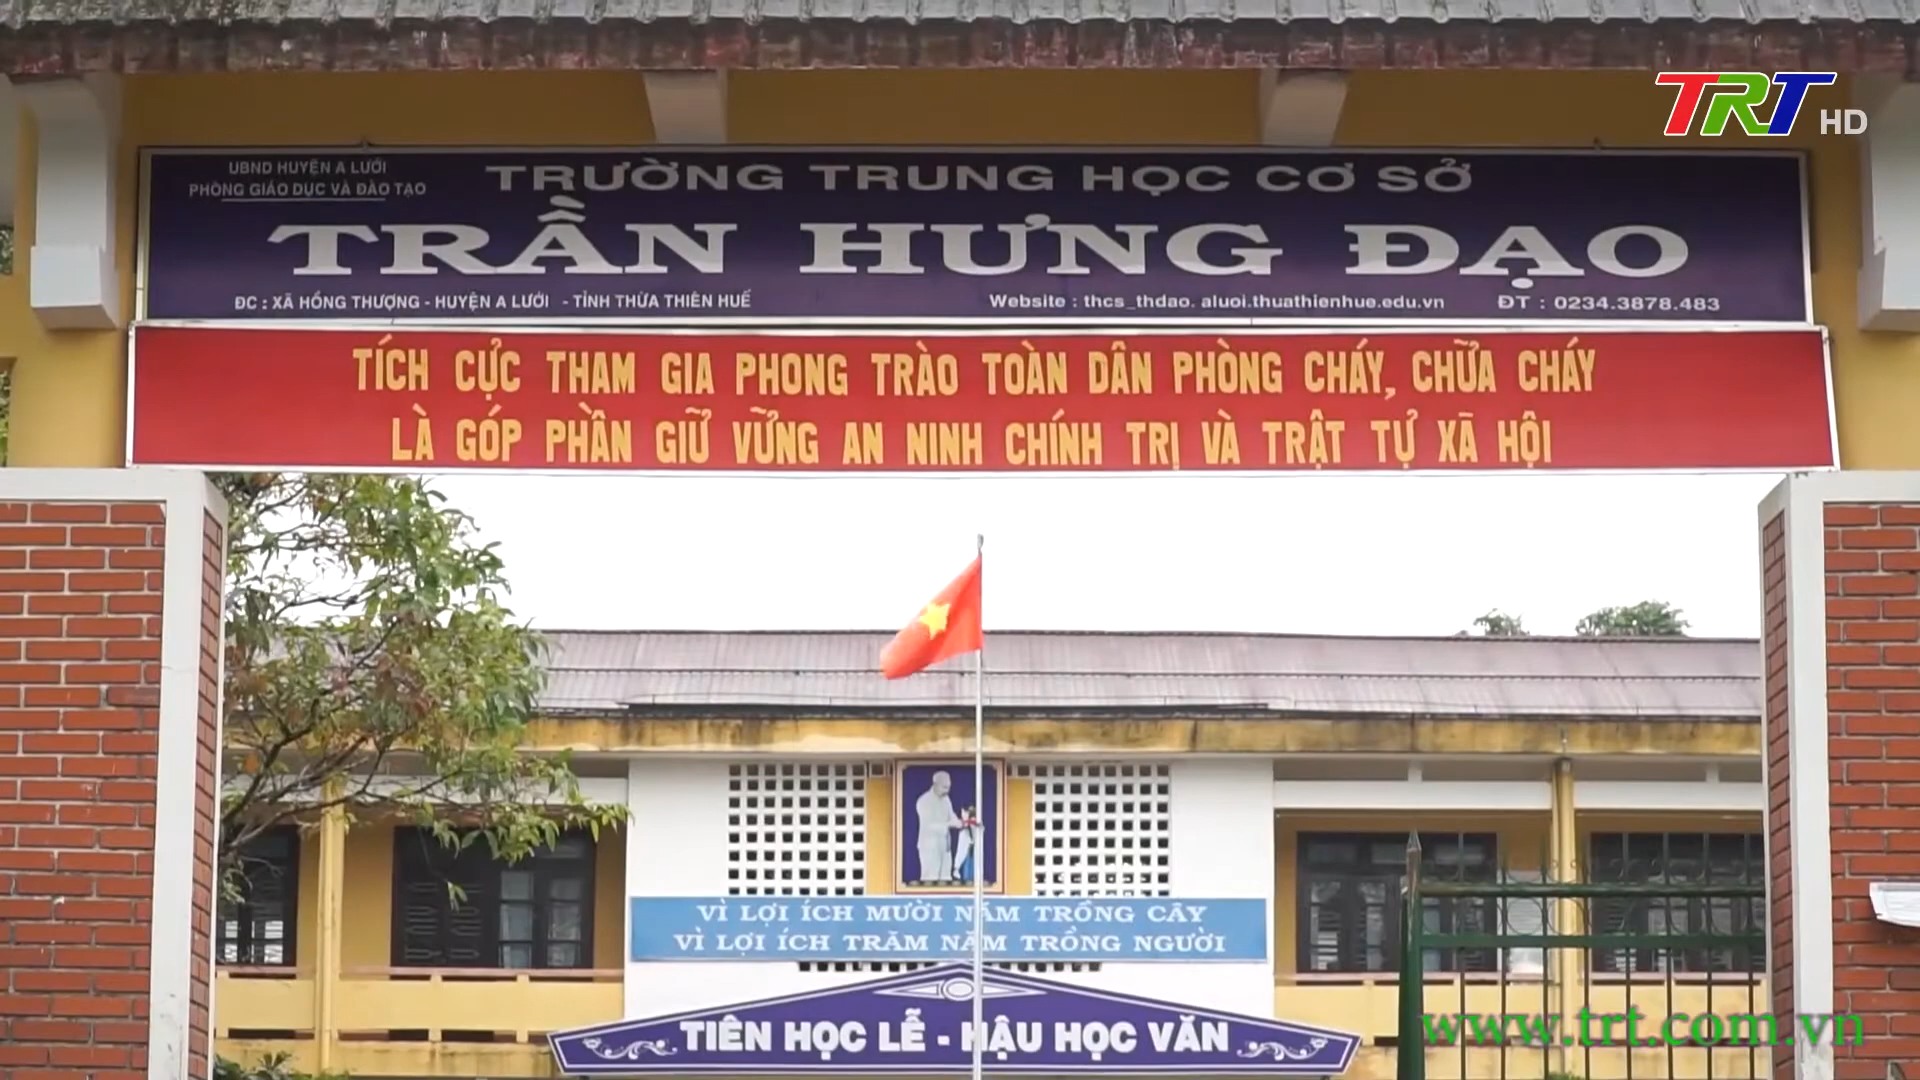 TRT HD
UBND HUYỆN A LƯỚI
PHÒNG GIÁO DỤC VÀ ĐÀO TẠO
TRƯỜNG TRUNG HỌC CƠ SỞ
TRẦN HƯNG ĐẠO
ĐC : XÃ HỒNG THƯỢNG - HUYỆN A LƯỚI - TỈNH THỪA THIÊN HUẾ
Website : thcs_thdao. aluoi.thuathienhue.edu.vn ĐT : 0234.3878.483
TÍCH CỰC THAM GIA PHONG TRÀO TOÀN DÂN PHÒNG CHÁY, CHỮA CHÁY
LÀ GÓP PHẦN GIỮ VỮNG AN NINH CHÍNH TRỊ VÀ TRẬT TỰ XÃ HỘI
VÌ LỢI ÍCH MƯỜI NĂM TRỒNG CÂY
VÌ LỢI ÍCH TRĂM NĂM TRỒNG NGƯỜI
TIÊN HỌC LỄ - HẬU HỌC VĂN
www.trt.com.vn